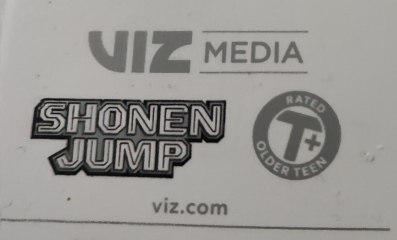 VIZ MEDIA
SHONEN
JUMP
RATED
T+
OLDER TEEN
viz.com